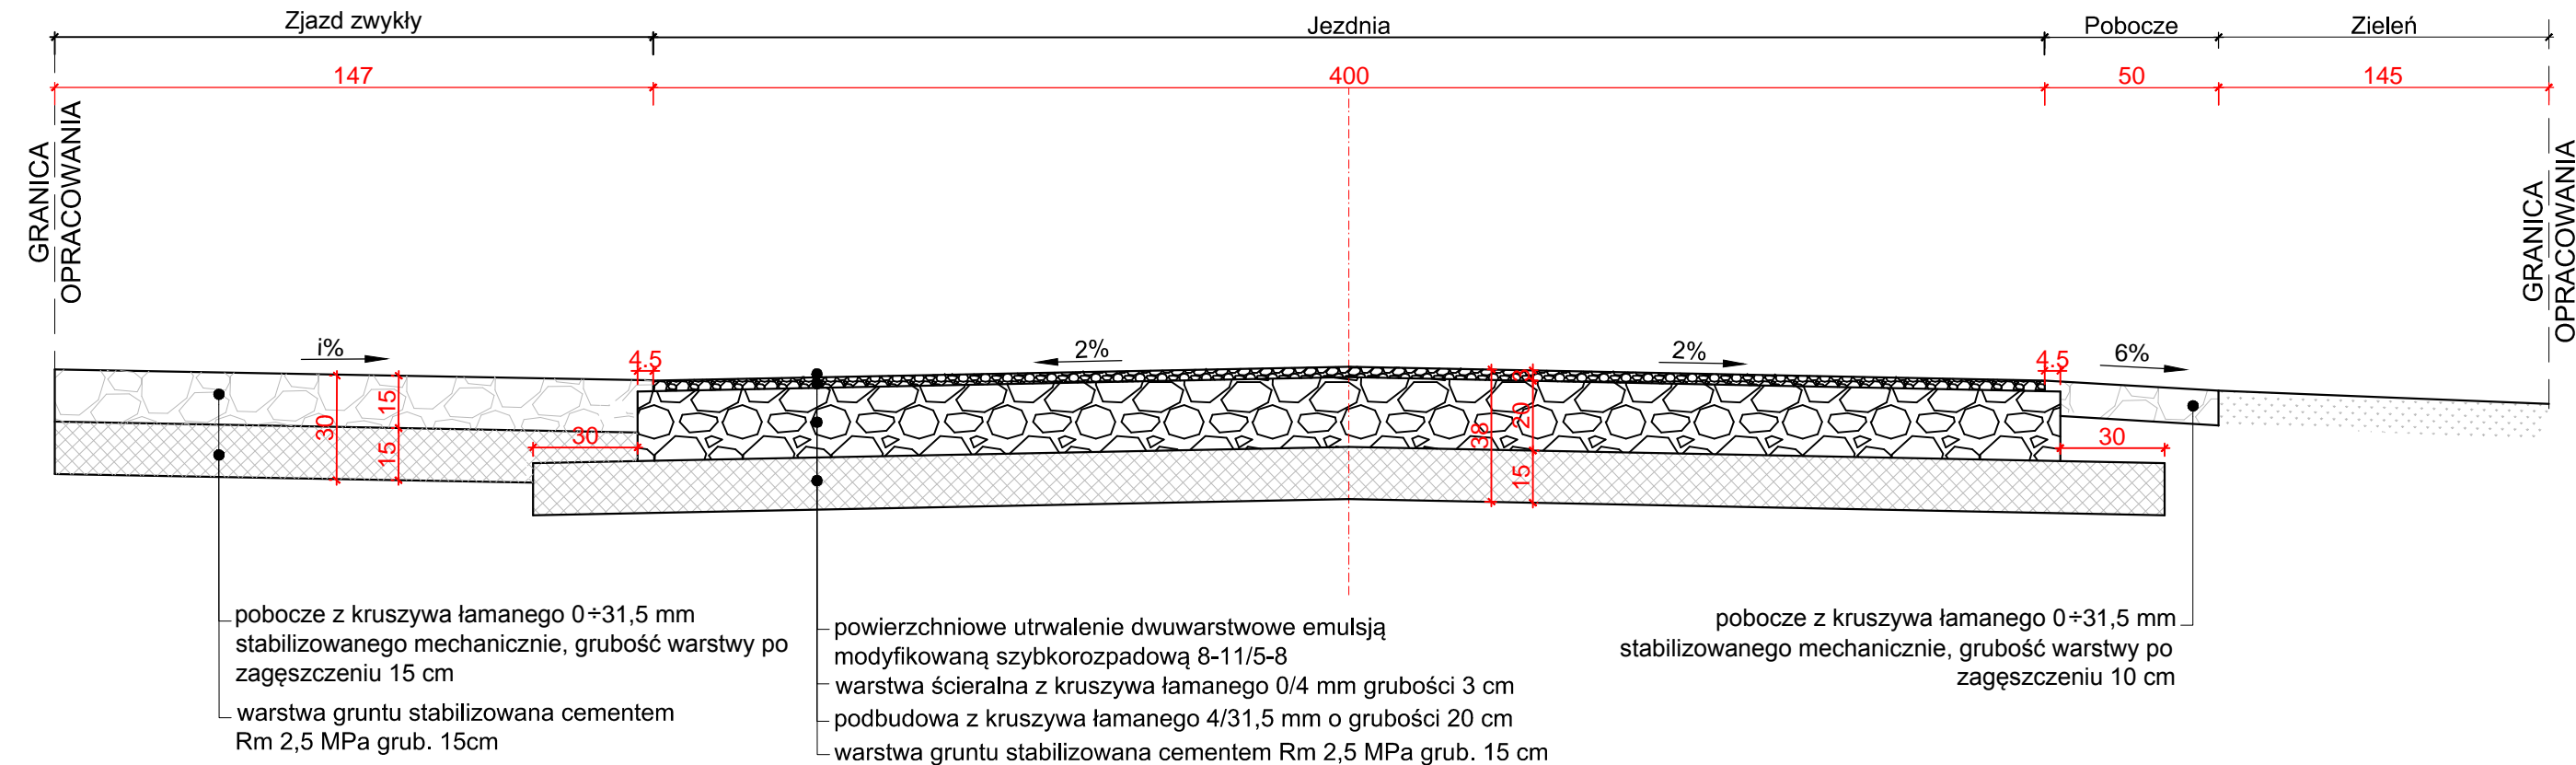 Zjazd zwykły
Jezdnia
Pobocze
Zieleń
147
400
50
145
GRANICA
OPRACOWANIA
GRANICA
OPRACOWANIA
i%
4.5
2%
2%
4.5
6%
30
15
15
30
38
3
20
15
30
pobocze z kruszywa łamanego 0÷31,5 mm
stabilizowanego mechanicznie, grubość warstwy po
zagęszczeniu 15 cm
warstwa gruntu stabilizowana cementem
Rm 2,5 MPa grub. 15cm
powierzchniowe utrwalenie dwuwarstwowe emulsją
modyfikowaną szybkorozpadową 8-11/5-8
warstwa ścieralna z kruszywa łamanego 0/4 mm grubości 3 cm
podbudowa z kruszywa łamanego 4/31,5 mm o grubości 20 cm
warstwa gruntu stabilizowana cementem Rm 2,5 MPa grub. 15 cm
pobocze z kruszywa łamanego 0÷31,5 mm
stabilizowanego mechanicznie, grubość warstwy po
zagęszczeniu 10 cm